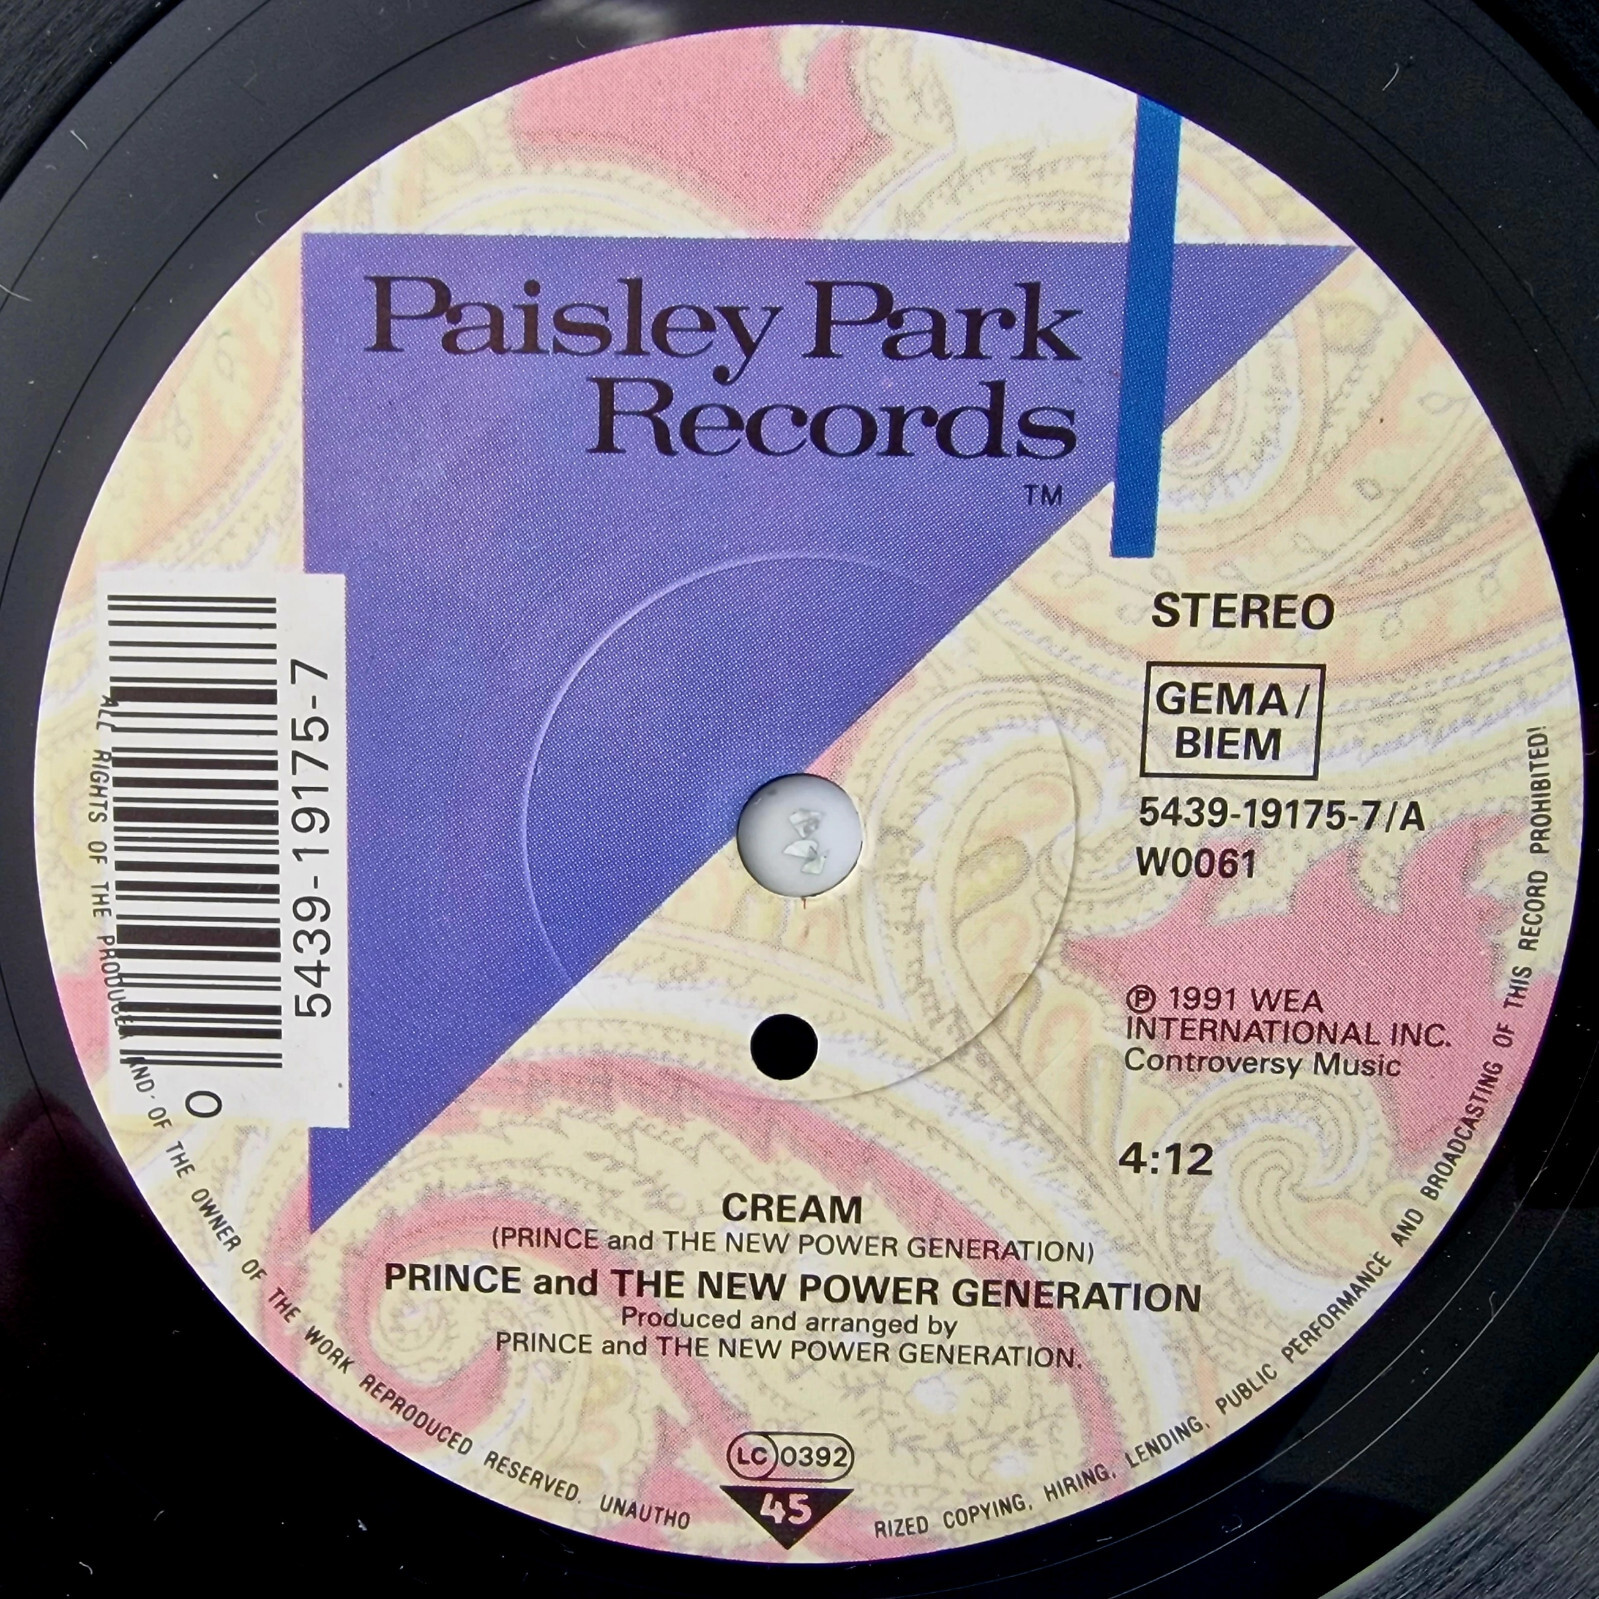 Paisley Park
Records
TM
STEREO
GEMA/
BIEM
5439-19175-7/A
W0061
5439-19175-7
0
Ⓟ 1991 WEA
INTERNATIONAL INC.
Controversy Music
4:12
CREAM
(PRINCE and THE NEW POWER GENERATION)
PRINCE and THE NEW POWER GENERATION
Produced and arranged by
PRINCE and THE NEW POWER GENERATION.
LC 0392
45
ALL RIGHTS OF THE PRODUCER AND OF THE OWNER OF THE WORK REPRODUCED RESERVED. UNAUTHO
RIZED COPYING, HIRING, LENDING, PUBLIC PERFORMANCE AND BROADCASTING OF THIS RECORD PROHIBITED!